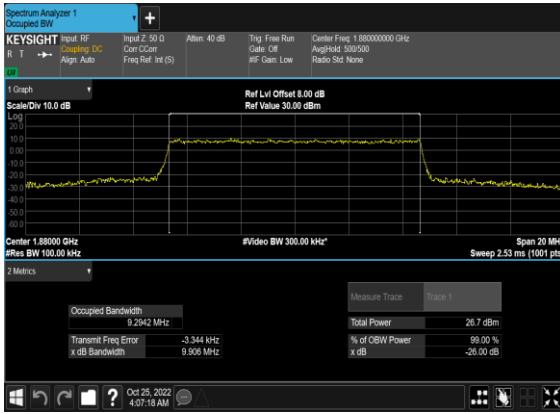 Spectrum Analyzer 1
Occupied BW
+
KEYSIGHT Input: RF Input Z: 50 Ω Atten: 40 dB Trig: Free Run Center Freq: 1.880000000 GHz
R T Coupling: DC Corr CCorr Gate: Off Avg|Hold: 500/500
Align: Auto Freq Ref: Int (S) #IF Gain: Low Radio Std: None
LW
1 Graph
Ref Lvl Offset 8.00 dB
Scale/Div 10.0 dB Ref Value 30.00 dBm
Log
20.0
10.0
0.00
-10.0
-20.0
-30.0
-40.0
-50.0
-60.0
Center 1.88000 GHz #Video BW 300.00 kHz* Span 20 MH
#Res BW 100.00 kHz Sweep 2.53 ms (1001 pts
2 Metrics
Measure Trace Trace 1
Occupied Bandwidth
9.2942 MHz Total Power 26.7 dBm
Transmit Freq Error -3.344 kHz % of OBW Power 99.00 %
x dB Bandwidth 9.906 MHz x dB -26.00 dB
? Oct 25, 2022
4:07:18 AM